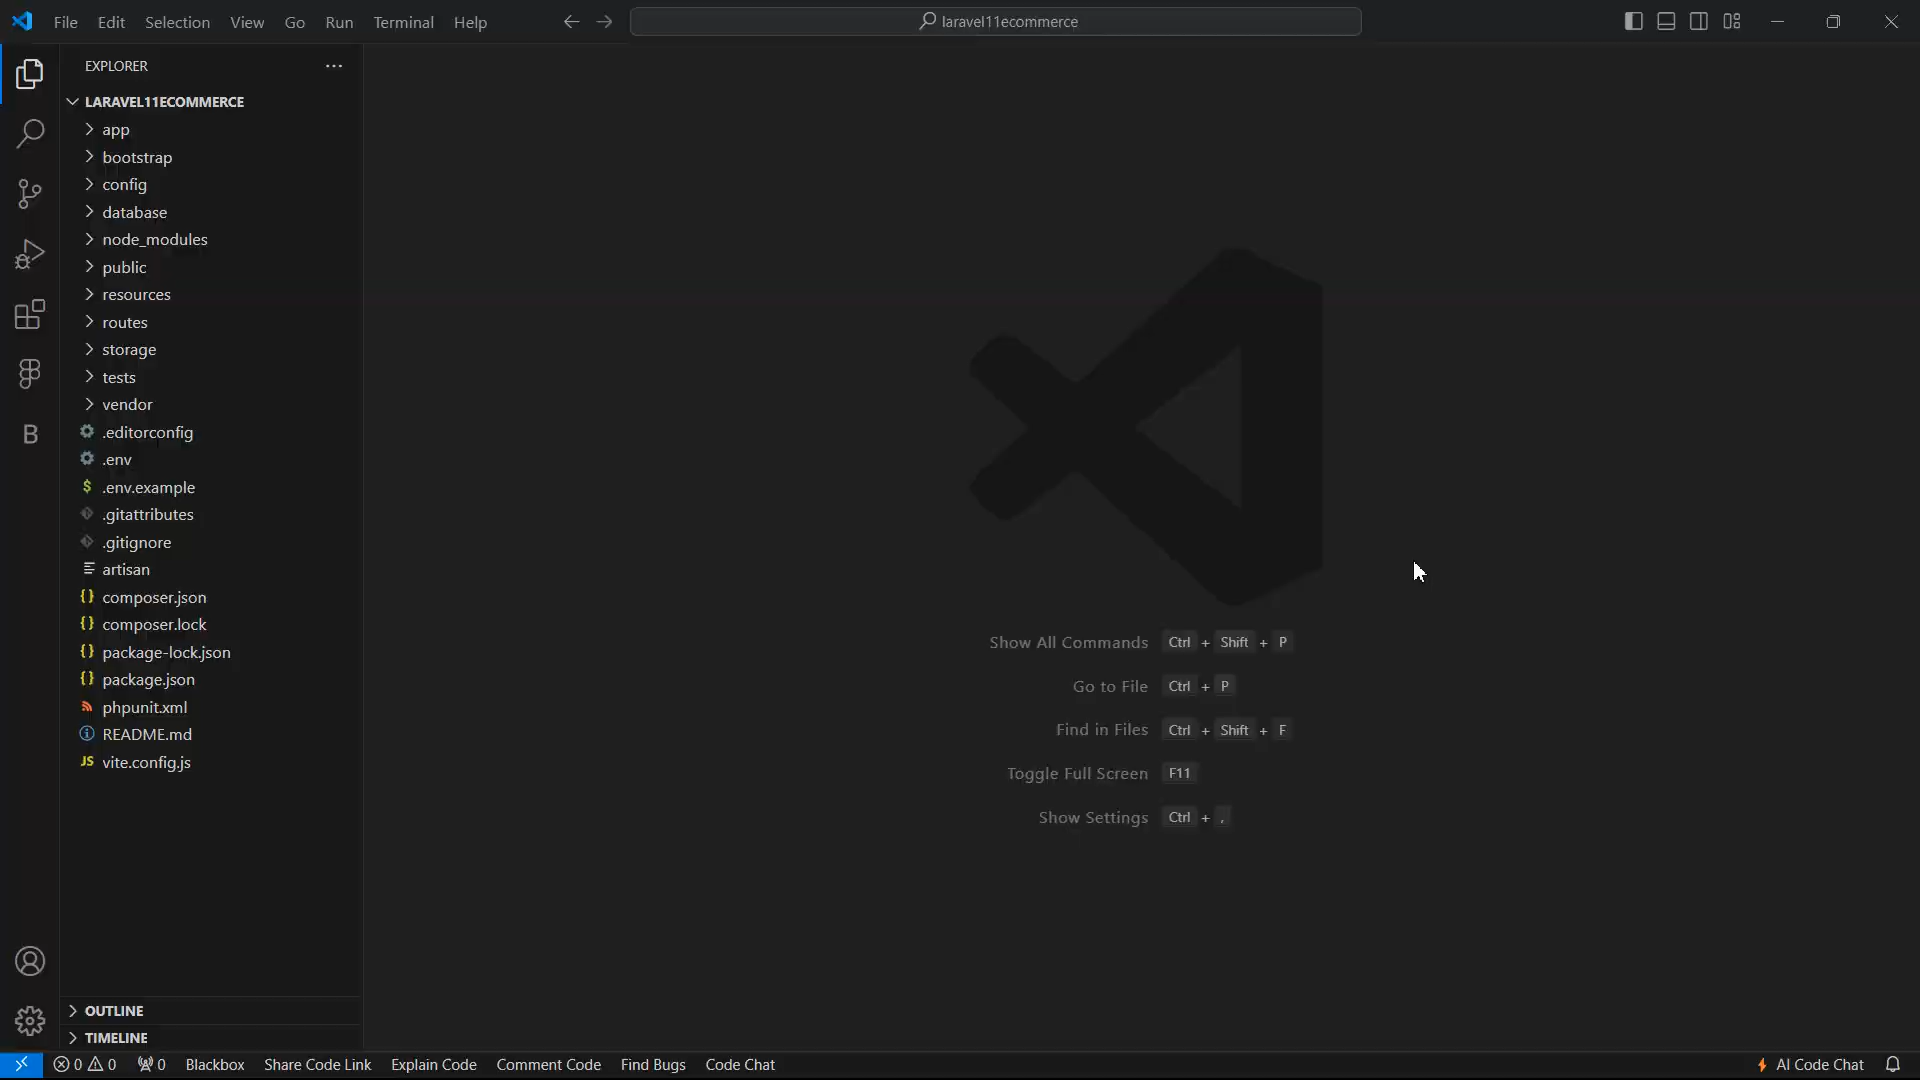 File Edit Selection View Go Run Terminal Help
laravel11ecommerce
EXPLORER
LARAVEL11ECOMMERCE
app
bootstrap
config
database
node_modules
public
resources
routes
storage
tests
vendor
.editorconfig
.env
$ .env.example
.gitattributes
.gitignore
artisan
{} composer.json
{} composer.lock
{} package-lock.json
{} package.json
phpunit.xml
README.md
JS vite.config.js
Show All Commands Ctrl + Shift + P
Go to File Ctrl + P
Find in Files Ctrl + Shift + F
Toggle Full Screen F11
Show Settings Ctrl + ,
B
OUTLINE
TIMELINE
0 0 0 Blackbox Share Code Link Explain Code Comment Code Find Bugs Code Chat AI Code Chat